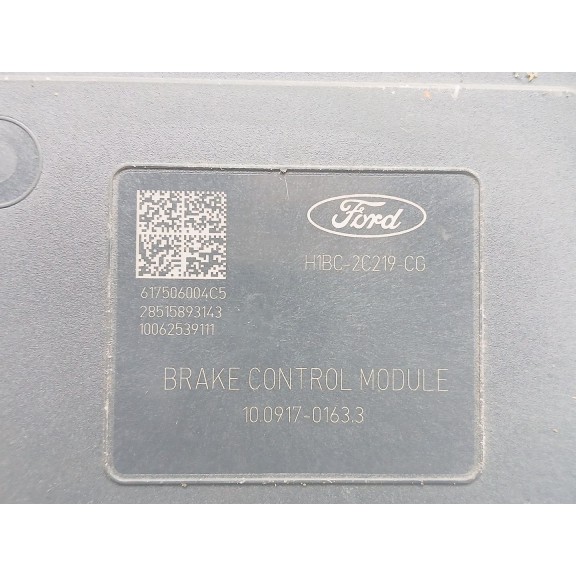 Ford
H1BC-2C219-CG
617506004C5
28515893143
10062539111
BRAKE CONTROL MODULE
10.0917-0163.3